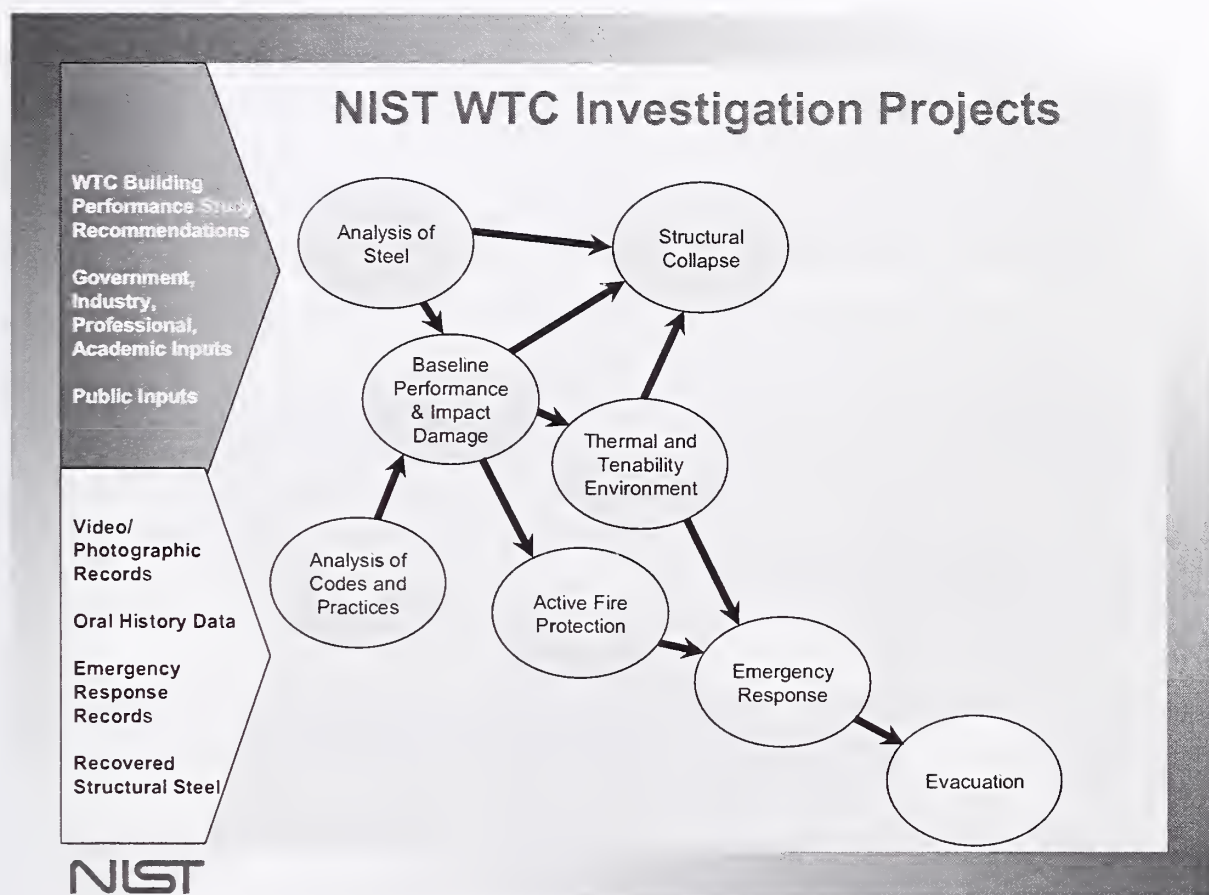 NIST WTC Investigation Projects
WTC Building
Performance Study
Recommendations
Government,
Industry,
Professional,
Academic Inputs
Public Inputs
Video/
Photographic
Records
Oral History Data
Emergency
Response
Records
Recovered
Structural Steel
Analysis of
Steel
Structural
Collapse
Baseline
Performance
& Impact
Damage
Thermal and
Tenability
Environment
Analysis of
Codes and
Practices
Active Fire
Protection
Emergency
Response
Evacuation
NIST